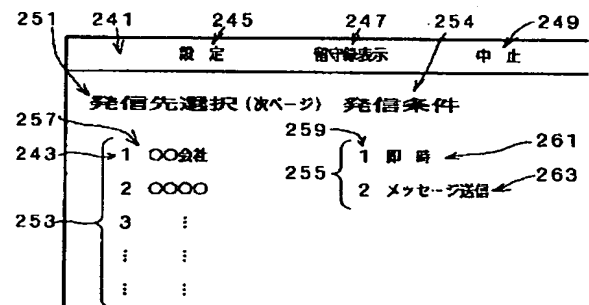 251 241 245 247 254 249
設 定 留守録表示 中 止
発信先選択(次ページ) 発信条件
257 259 261
243 1 ○○会社 1 即 時
255 263
2 ○○○○ 2 メッセージ送信
253 3 ⋮
⋮ ⋮
⋮ ⋮